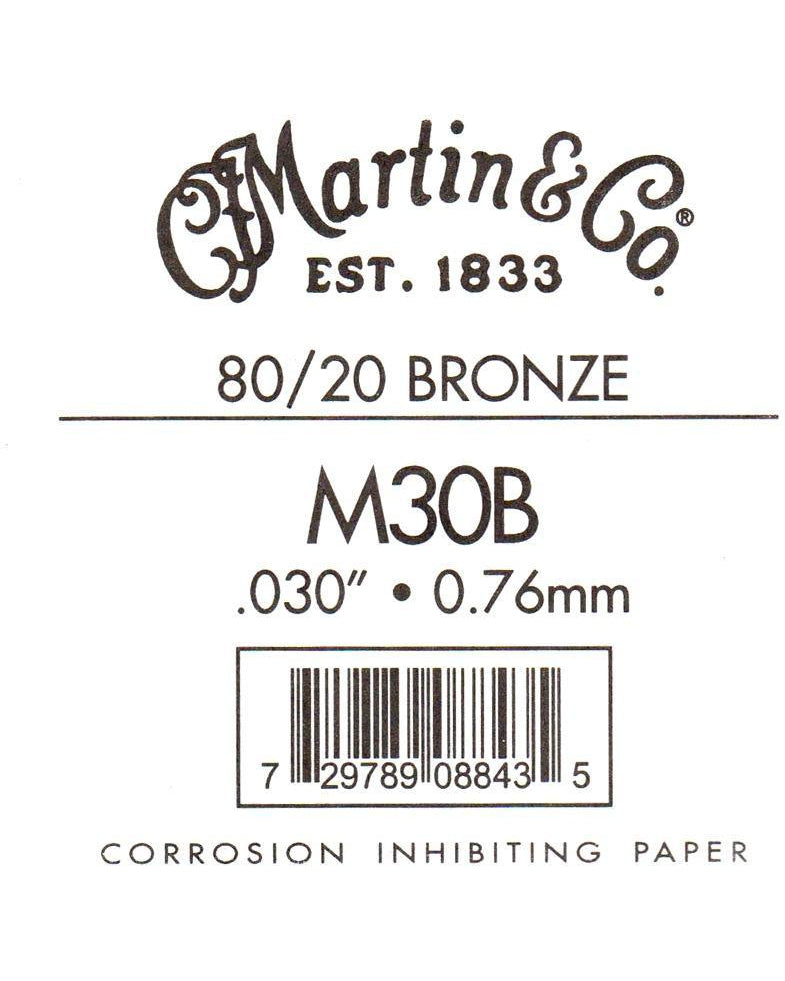 CFMartin & Co.®
EST. 1833
80/20 BRONZE
M30B
.030” • 0.76mm
7 29789 08843 5
CORROSION INHIBITING PAPER